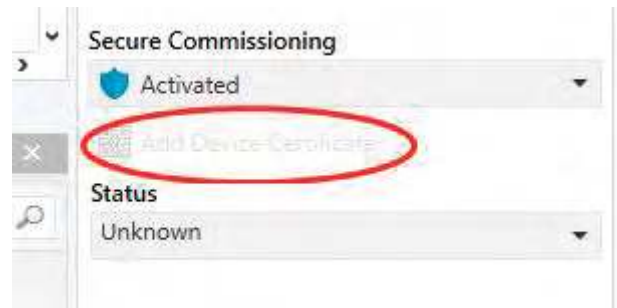 Secure Commissioning
Activated
Add Device Certificate
Status
Unknown